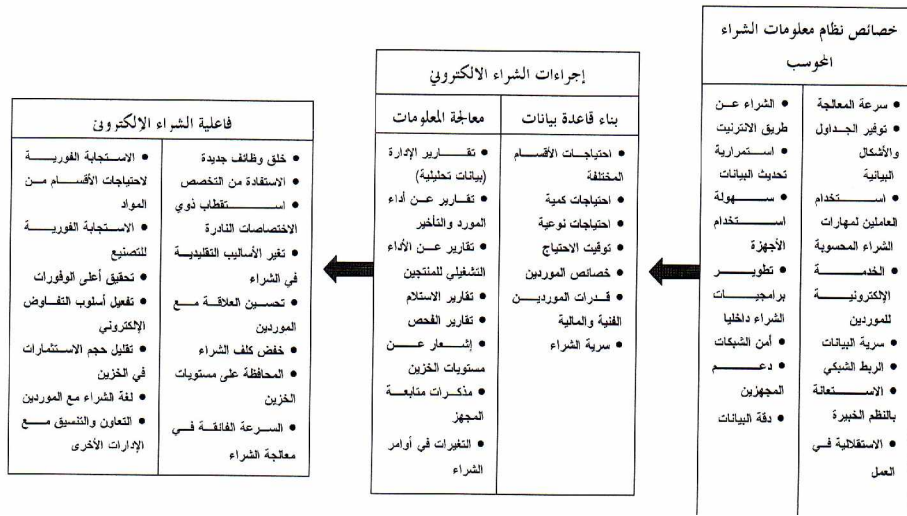 خصائص نظام معلومات الشراء
المحوسب
• سرعة المعالجة
• توفير الجداول
والأشكال
البيانية
• استخدام
العاملين لمهارات
الشراء المحسوبة
• الخدمة
الإلكترونية
للموردين
• سرية البيانات
• الربط الشبكي
• الاستعانة
بالنظم الخبيرة
• الاستقلالية في
العمل
• الشراء عن
طريق الانترنيت
• استمرارية
تحديث البيانات
• سهولة
استخدام
الأجهزة
• تطوير
برامجيات
الشراء داخليا
• أمن الشبكات
• دعم
المجهزين
• دقة البيانات
إجراءات الشراء الالكتروني
بناء قاعدة بيانات
• احتياجات الأقسام
المختلفة
• احتياجات كمية
• احتياجات نوعية
• توقيت الاحتياج
• خصائص الموردين
• قدرات الموردين
الفنية والمالية
• سرية الشراء
معالجة المعلومات
• تقارير الإدارة
(بيانات تحليلية)
• تقارير عن أداء
المورد والتأخير
• تقارير عن الأداء
التشغيلي للمنتجين
• تقارير الاستلام
• تقارير الفحص
• إشعار عن
مستويات الخزين
• مذكرات متابعة
المجهز
• التغيرات في أوامر
الشراء
فاعلية الشراء الإلكتروني
• خلق وظائف جديدة
• الاستفادة من التخصص
• استقطاب ذوي
الاختصاصات النادرة
• تغير الأساليب التقليدية
في الشراء
• تحسين العلاقة مع
الموردين
• خفض كلف الشراء
• المحافظة على مستويات
الخزين
• السرعة الفائقة في
معالجة الشراء
• الاستجابة الفورية
لاحتياجات الأقسام من
المواد
• الاستجابة الفورية
للتصنيع
• تحقيق أعلى الوفورات
• تفعيل أسلوب التفاوض
الإلكتروني
• تقليل حجم الاستثمارات
في الخزين
• لغة الشراء مع الموردين
• التعاون والتنسيق مع
الإدارات الأخرى